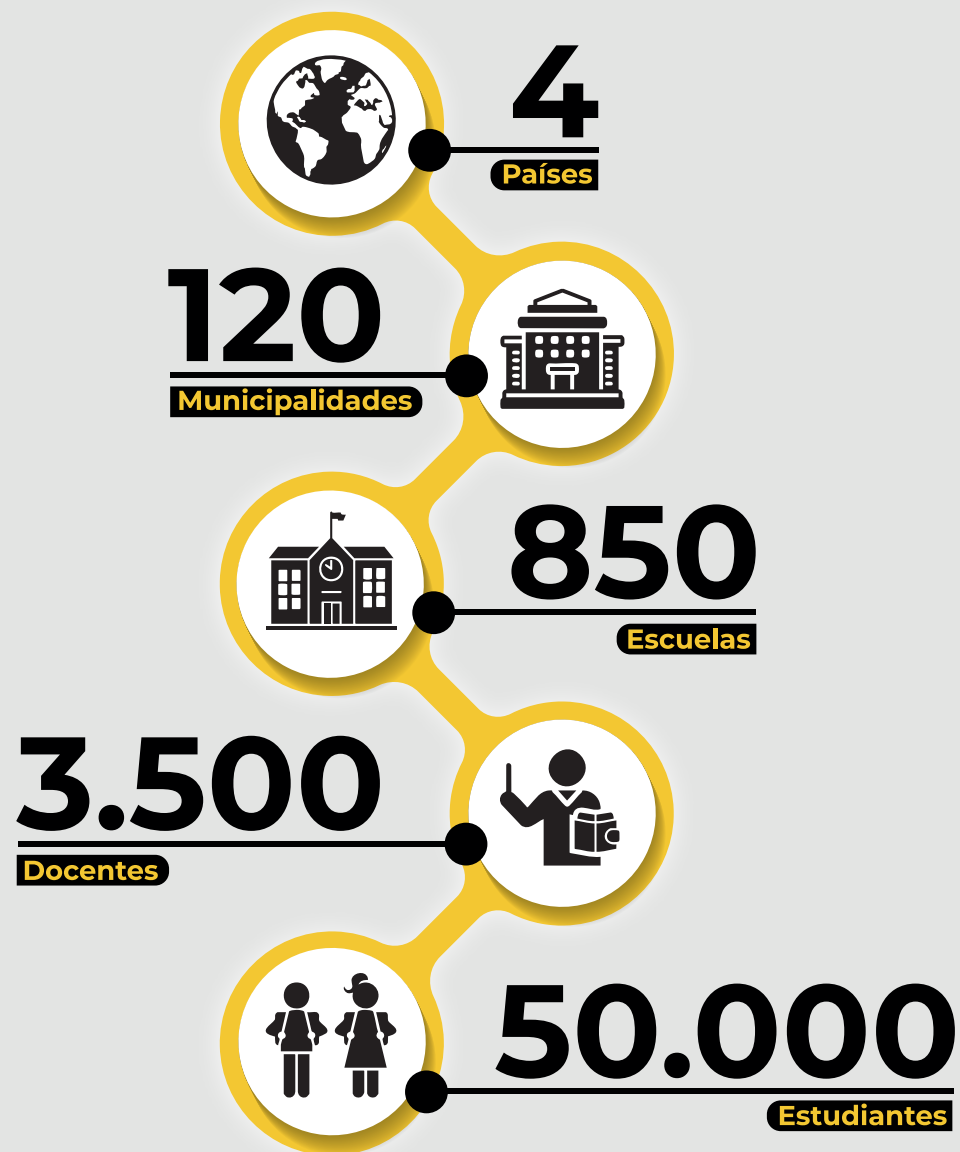 4
Países
120
Municipalidades
850
Escuelas
3.500
Docentes
50.000
Estudiantes